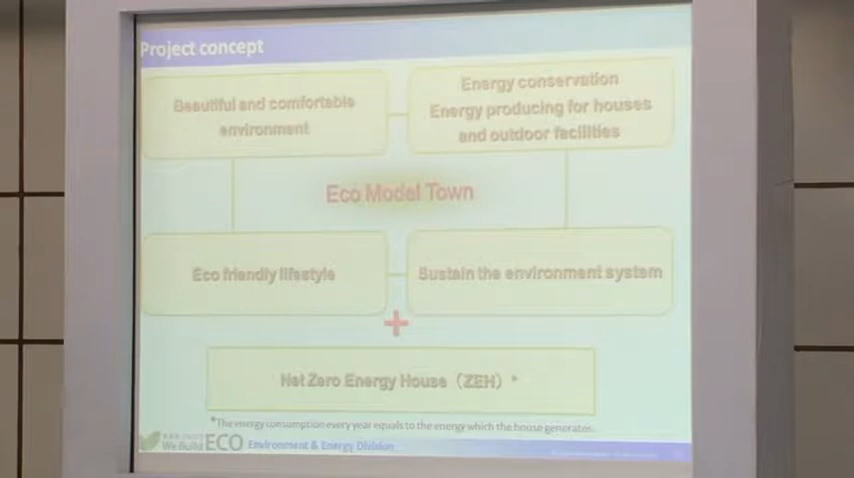 Project concept
Beautiful and comfortable
environment
Energy conservation
Energy producing for houses
and outdoor facilities
Eco Model Town
Eco friendly lifestyle
Sustain the environment system
+
Net Zero Energy House（ZEH）*
*The energy consumption every year equals to the energy which the house generates.
We Build ECO Environment & Energy Division